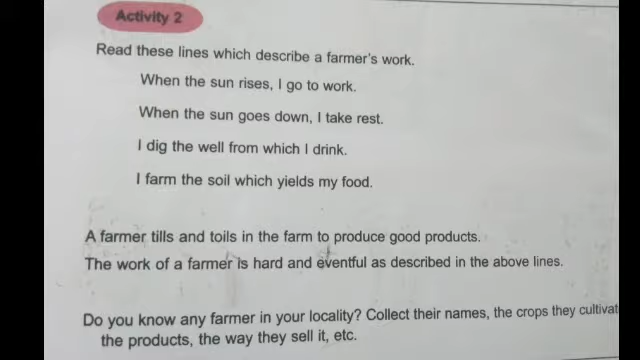 Activity 2
Read these lines which describe a farmer's work.
When the sun rises, I go to work.
When the sun goes down, I take rest.
I dig the well from which I drink.
I farm the soil which yields my food.
A farmer tills and toils in the farm to produce good products.
The work of a farmer is hard and eventful as described in the above lines.
Do you know any farmer in your locality? Collect their names, the crops they cultivat
the products, the way they sell it, etc.